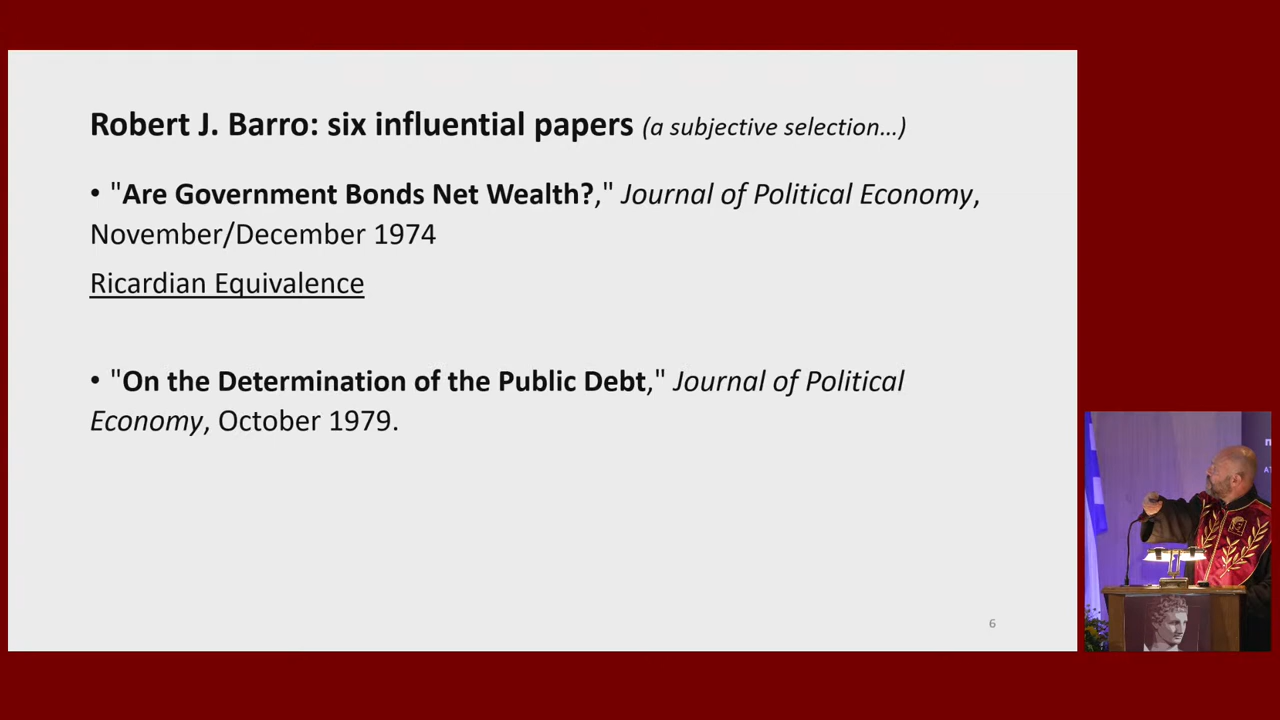 Robert J. Barro: six influential papers (a subjective selection...)
• "Are Government Bonds Net Wealth?," Journal of Political Economy,
November/December 1974
Ricardian Equivalence
• "On the Determination of the Public Debt," Journal of Political
Economy, October 1979.
6